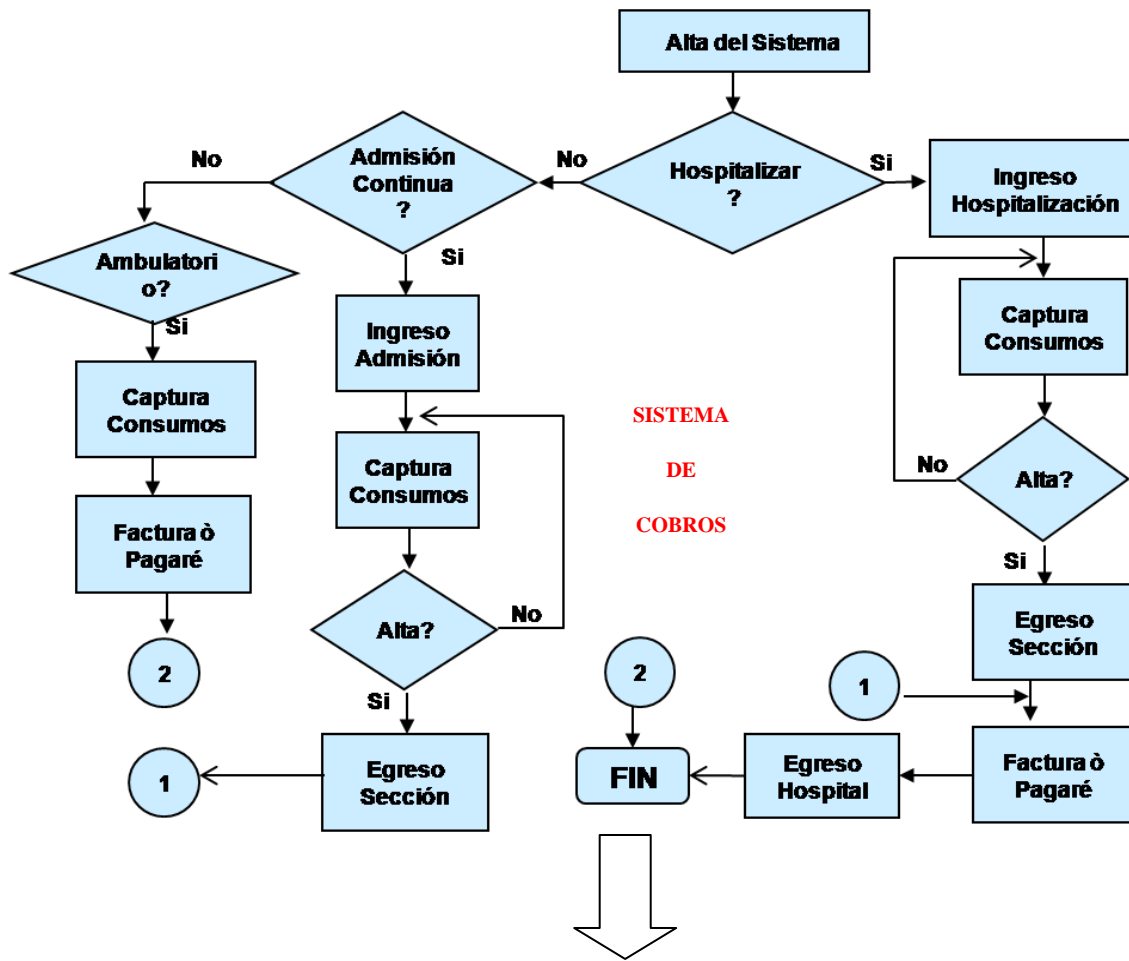 Alta del Sistema
No
Admisión
Continua
?
No
Hospitalizar
?
Si
Ingreso
Hospitalización
Ambulatori
o?
Si
Si
Ingreso
Admisión
Captura
Consumos
Captura
Consumos
SISTEMA
DE
COBROS
Captura
Consumos
No
Alta?
Factura ò
Pagaré
Si
Alta?
No
Egreso
Sección
2
2
1
Si
1
Egreso
Sección
FIN
Egreso
Hospital
Factura ò
Pagaré